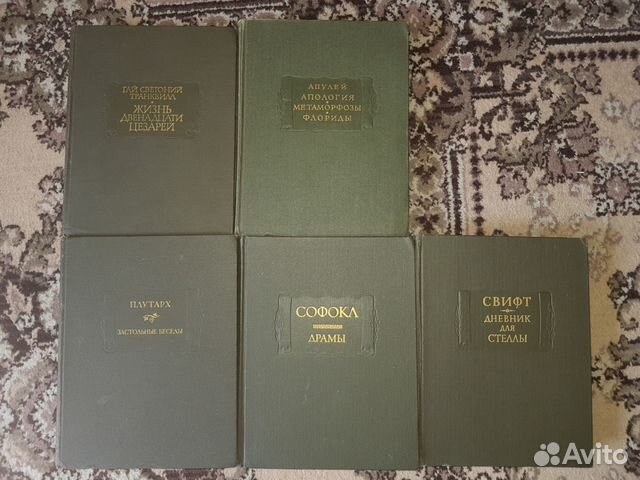 ГАЙ СВЕТОНИЙ
ТРАНКВИЛЛ
ЖИЗНЬ
ДВЕНАДЦАТИ
ЦЕЗАРЕЙ
АПУЛЕЙ
АПОЛОГИЯ
МЕТАМОРФОЗЫ
ФЛОРИДЫ
ПЛУТАРХ
ЗАСТОЛЬНЫЕ БЕСЕДЫ
СОФОКЛ
ДРАМЫ
СВИФТ
ДНЕВНИК
ДЛЯ
СТЕЛЛЫ
Avito